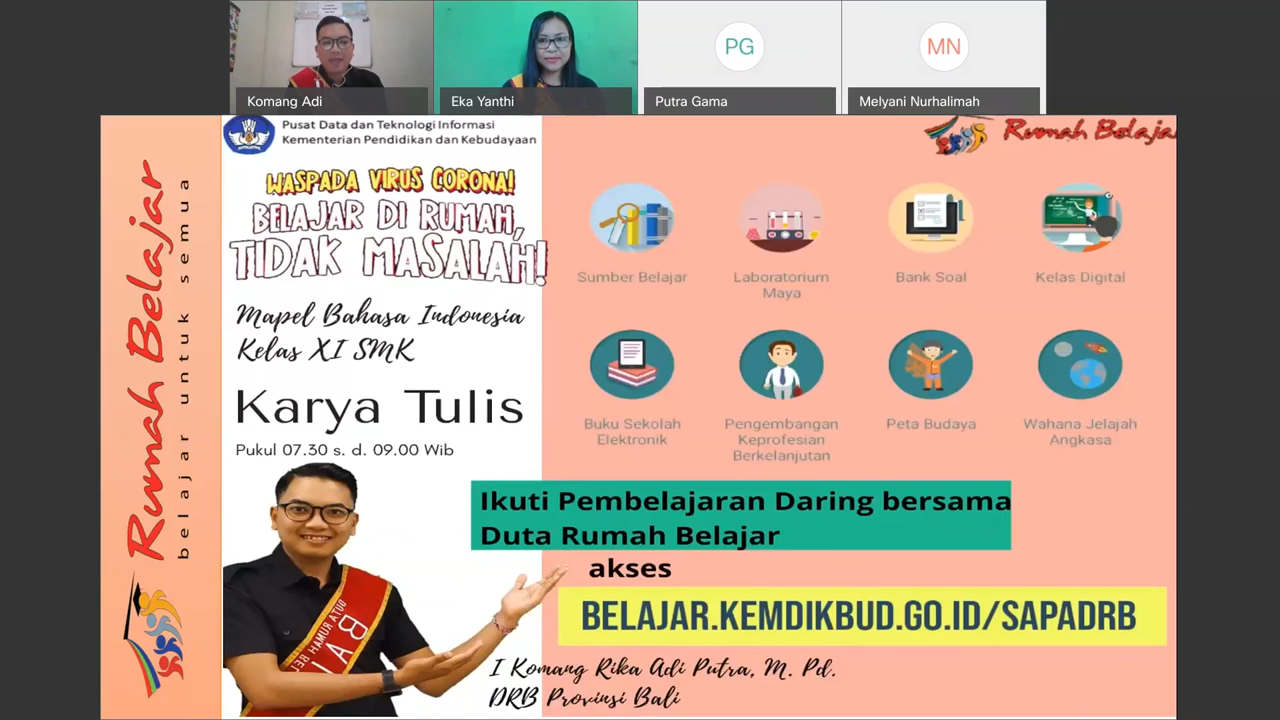 Komang Adi
Eka Yanthi
PG
Putra Gama
MN
Melyani Nurhalimah
Rumah Belajar
belajar untuk semua
Pusat Data dan Teknologi Informasi
Kementerian Pendidikan dan Kebudayaan
WASPADA VIRUS CORONA!
BELAJAR DI RUMAH,
TIDAK MASALAH!
Mapel Bahasa Indonesia
Kelas XI SMK
Karya Tulis
Pukul 07.30 s. d. 09.00 Wib
Rumah Belajar
Sumber Belajar
Laboratorium
Maya
Bank Soal
Kelas Digital
Buku Sekolah
Elektronik
Pengembangan
Keprofesian
Berkelanjutan
Peta Budaya
Wahana Jelajah
Angkasa
Ikuti Pembelajaran Daring bersama
Duta Rumah Belajar
akses
BELAJAR.KEMDIKBUD.GO.ID/SAPADRB
DUTA RUMAH BEL
BALI
I Komang Rika Adi Putra, M. Pd.
DRB Provinsi Bali